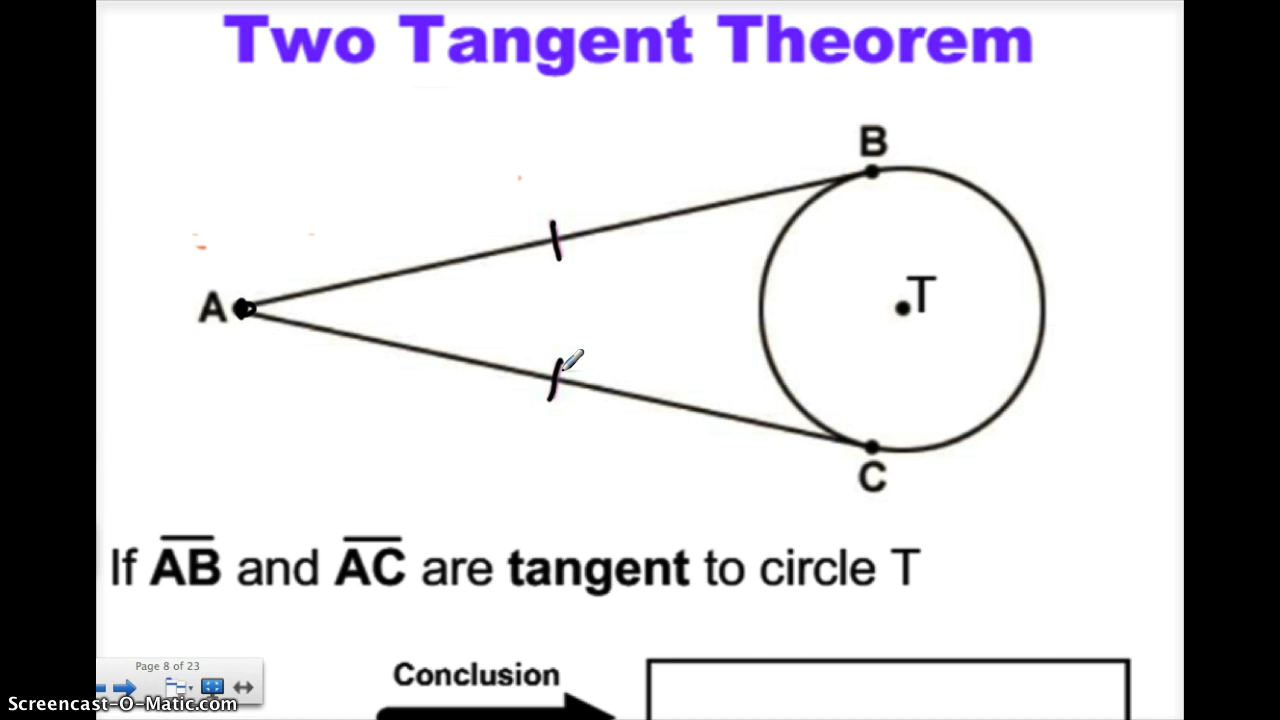 Two Tangent Theorem
B
A
T
C
If AB and AC are tangent to circle T
Conclusion
Page 8 of 23
Screencast-O-Matic.com